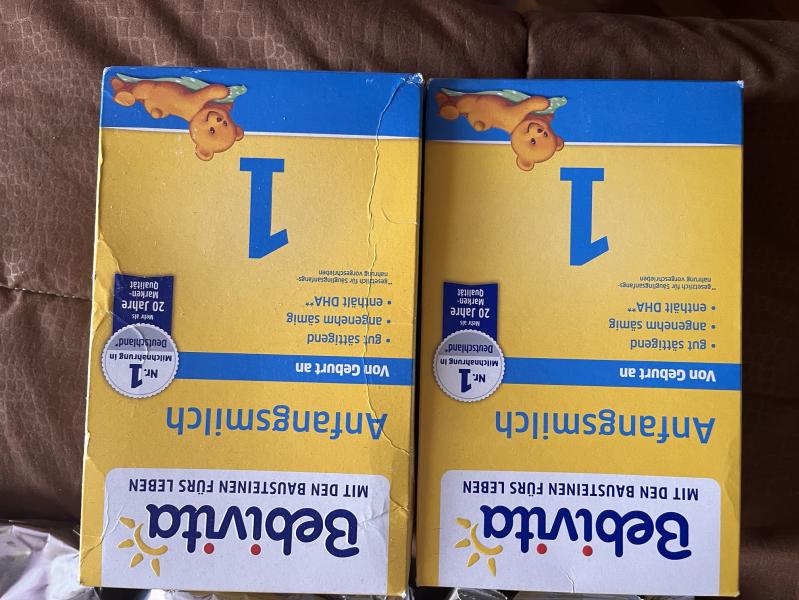 Bebivita
MIT DEN BAUSTEINEN FÜRS LEBEN
Anfangsmilch
Von Geburt an
• gut sättigend
• angenehm sämig
• enthält DHA**
**gesetzlich für Säuglingsanfangs-
nahrung vorgeschrieben
Nr.
1
Milchnahrung in
Deutschland*
Mehr als
20 Jahre
Marken-
Qualität
1
Bebivita
MIT DEN BAUSTEINEN FÜRS LEBEN
Anfangsmilch
Von Geburt an
• gut sättigend
• angenehm sämig
• enthält DHA**
**gesetzlich für Säuglingsanfangs-
nahrung vorgeschrieben
Nr.
1
Milchnahrung in
Deutschland*
Mehr als
20 Jahre
Marken-
Qualität
1